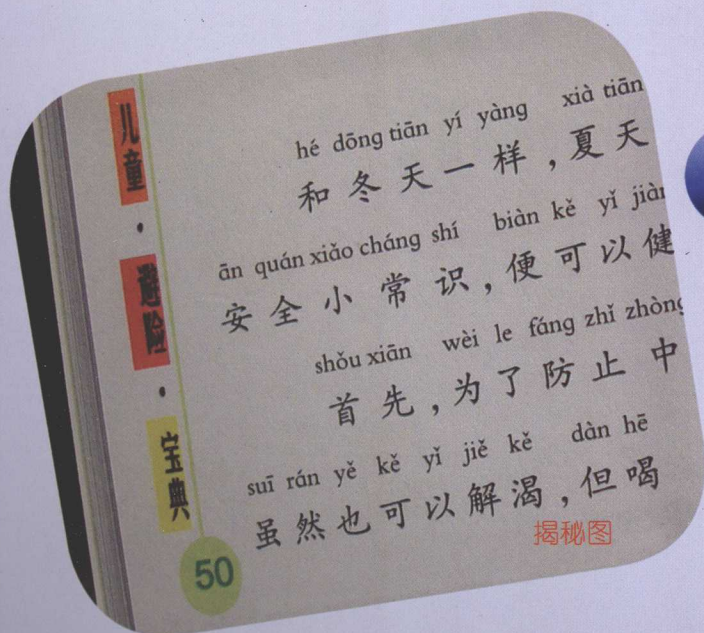 儿童·避险·宝典
hé dōng tiān yí yàng xià tiān
和冬天一样，夏天
ān quán xiǎo cháng shí biàn kě yǐ jiàn
安全小常识，便可以健
shǒu xiān wèi le fáng zhǐ zhòng
首先，为了防止中
suī rán yě kě yǐ jiě kě dàn hē
虽然也可以解渴，但喝
揭秘图
50